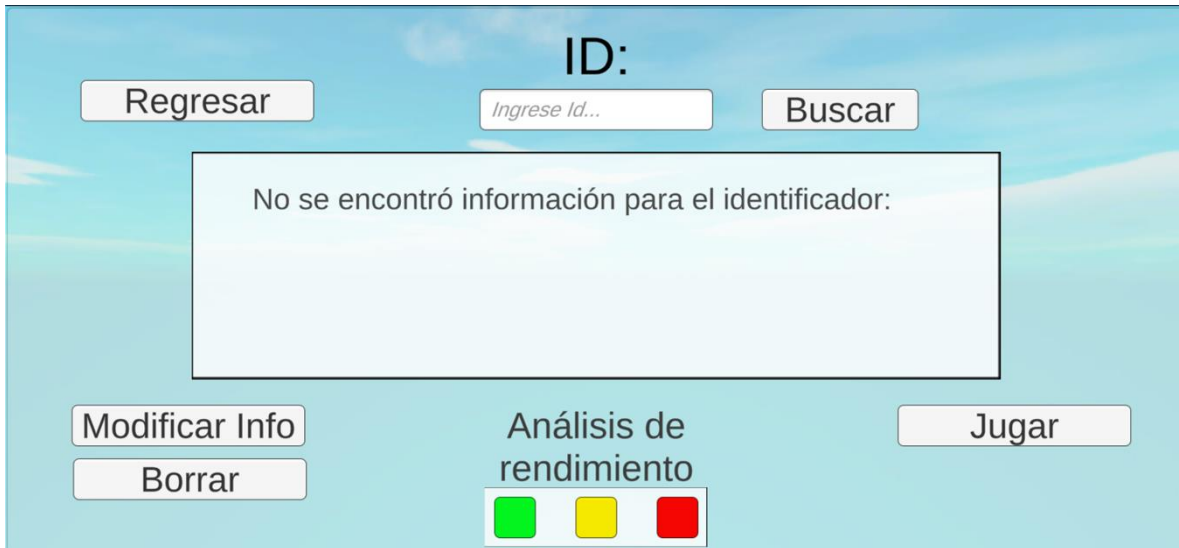 ID:
Regresar
Ingrese Id...
Buscar
No se encontró información para el identificador:
Modificar Info
Análisis de
rendimiento
Jugar
Borrar